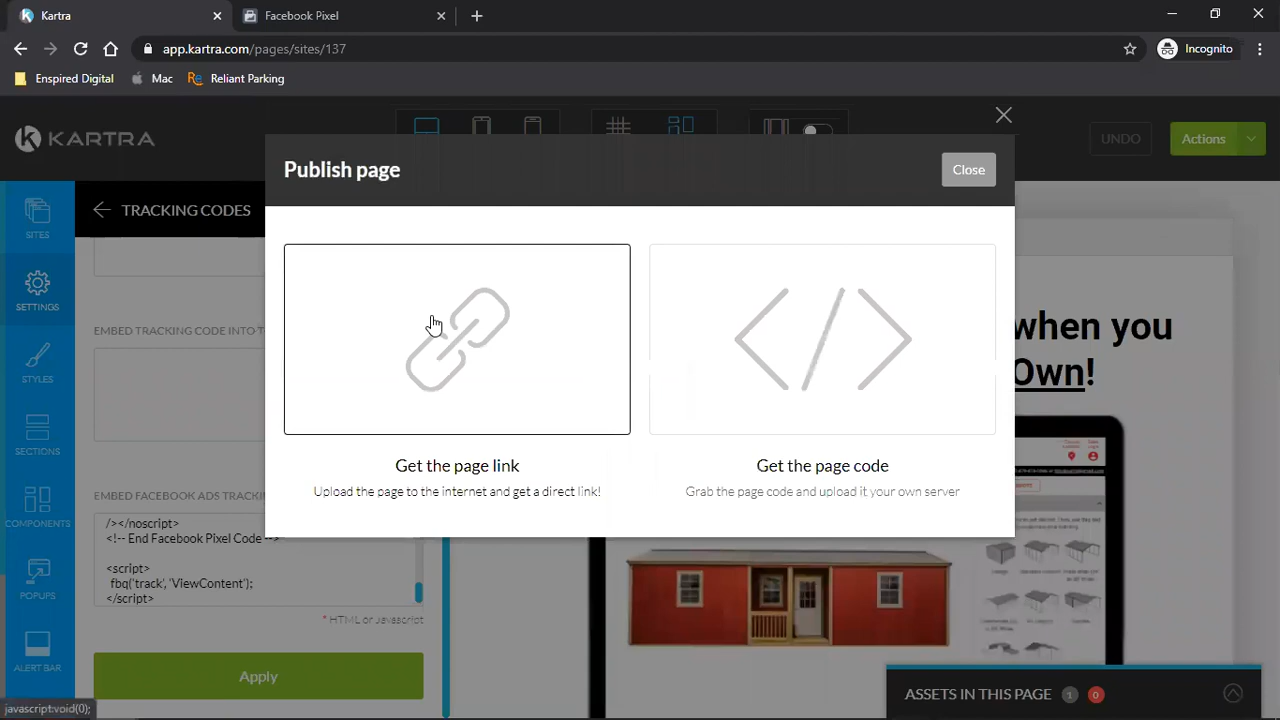 Kartra
Facebook Pixel
app.kartra.com/pages/sites/137
Incognito
Enspired Digital
Mac
Reliant Parking
KARTRA
UNDO
Actions
Publish page
Close
SITES
TRACKING CODES
SETTINGS
EMBED TRACKING CODE INTO T
STYLES
SECTIONS
COMPONENTS
POPUPS
ALERT BAR
Get the page link
Upload the page to the internet and get a direct link!
Get the page code
Grab the page code and upload it your own server
when you
Own!
EMBED FACEBOOK ADS TRACKIN
/></noscript>
<!-- End Facebook Pixel Code -->
<script>
fbq('track', 'ViewContent');
</script>
* HTML or Javascript
Apply
ASSETS IN THIS PAGE 1 0
javascript:void(0);